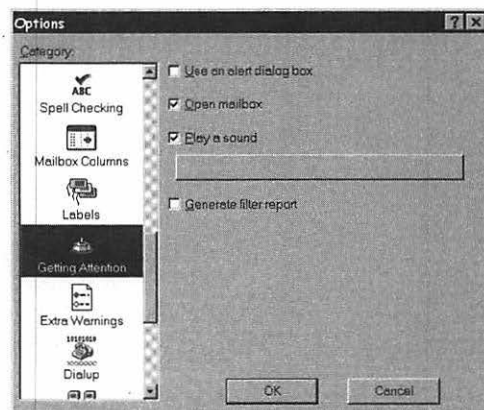 Options
Category:
ABC
Spell Checking
Mailbox Columns
Labels
Getting Attention
Extra Warnings
10101010
Dialup
Use an alert dialog box
Open mailbox
Play a sound
Generate filter report
OK
Cancel